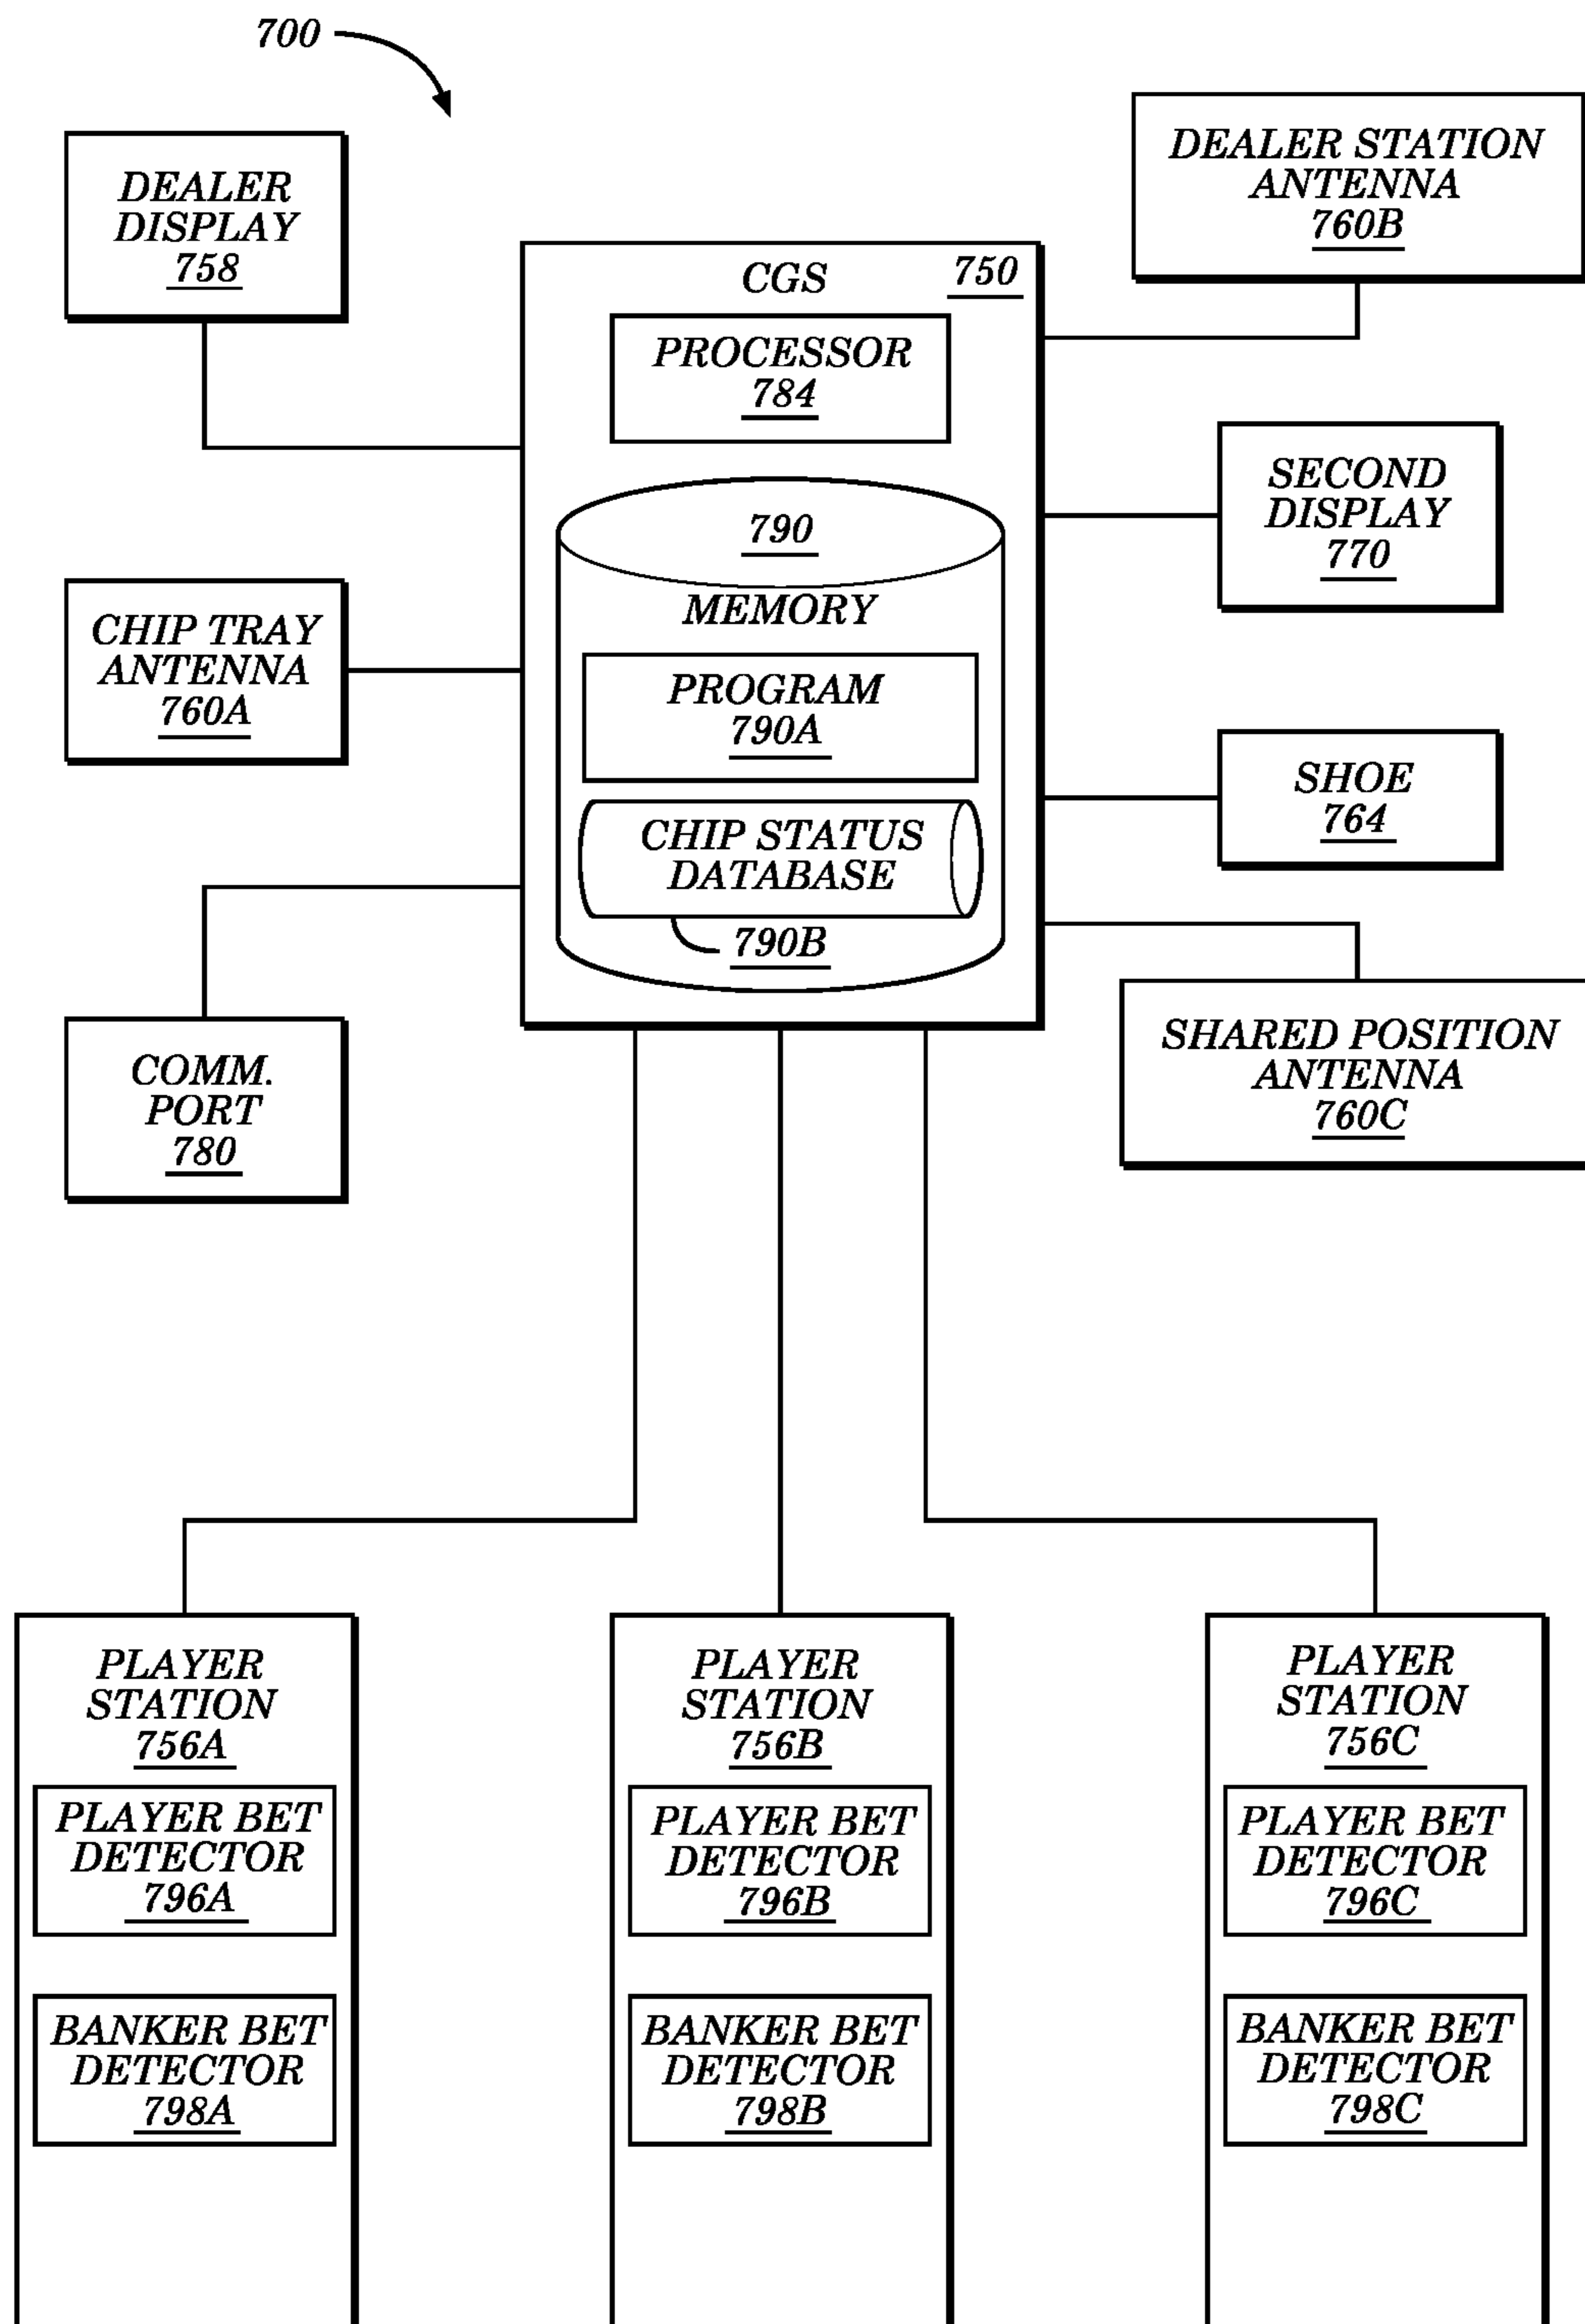 700
DEALER
DISPLAY
758
DEALER STATION
ANTENNA
760B
CGS
750
PROCESSOR
784
SECOND
DISPLAY
770
790
MEMORY
CHIP TRAY
ANTENNA
760A
PROGRAM
790A
SHOE
764
CHIP STATUS
DATABASE
790B
COMM.
PORT
780
SHARED POSITION
ANTENNA
760C
PLAYER
STATION
756A
PLAYER BET
DETECTOR
796A
BANKER BET
DETECTOR
798A
PLAYER
STATION
756B
PLAYER BET
DETECTOR
796B
BANKER BET
DETECTOR
798B
PLAYER
STATION
756C
PLAYER BET
DETECTOR
796C
BANKER BET
DETECTOR
798C